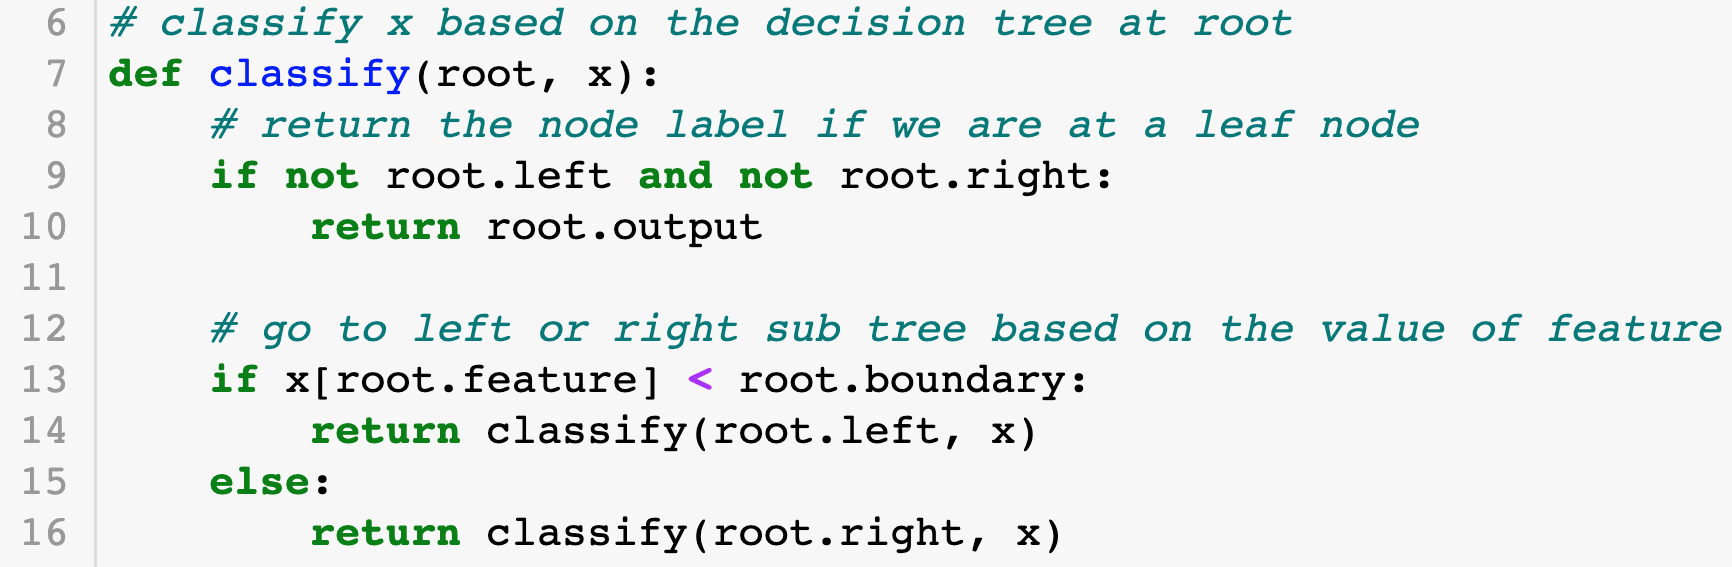 6 # classify x based on the decision tree at root
7 def classify(root, x):
8     # return the node label if we are at a leaf node
9     if not root.left and not root.right:
10         return root.output
11
12     # go to left or right sub tree based on the value of feature
13     if x[root.feature] < root.boundary:
14         return classify(root.left, x)
15     else:
16         return classify(root.right, x)